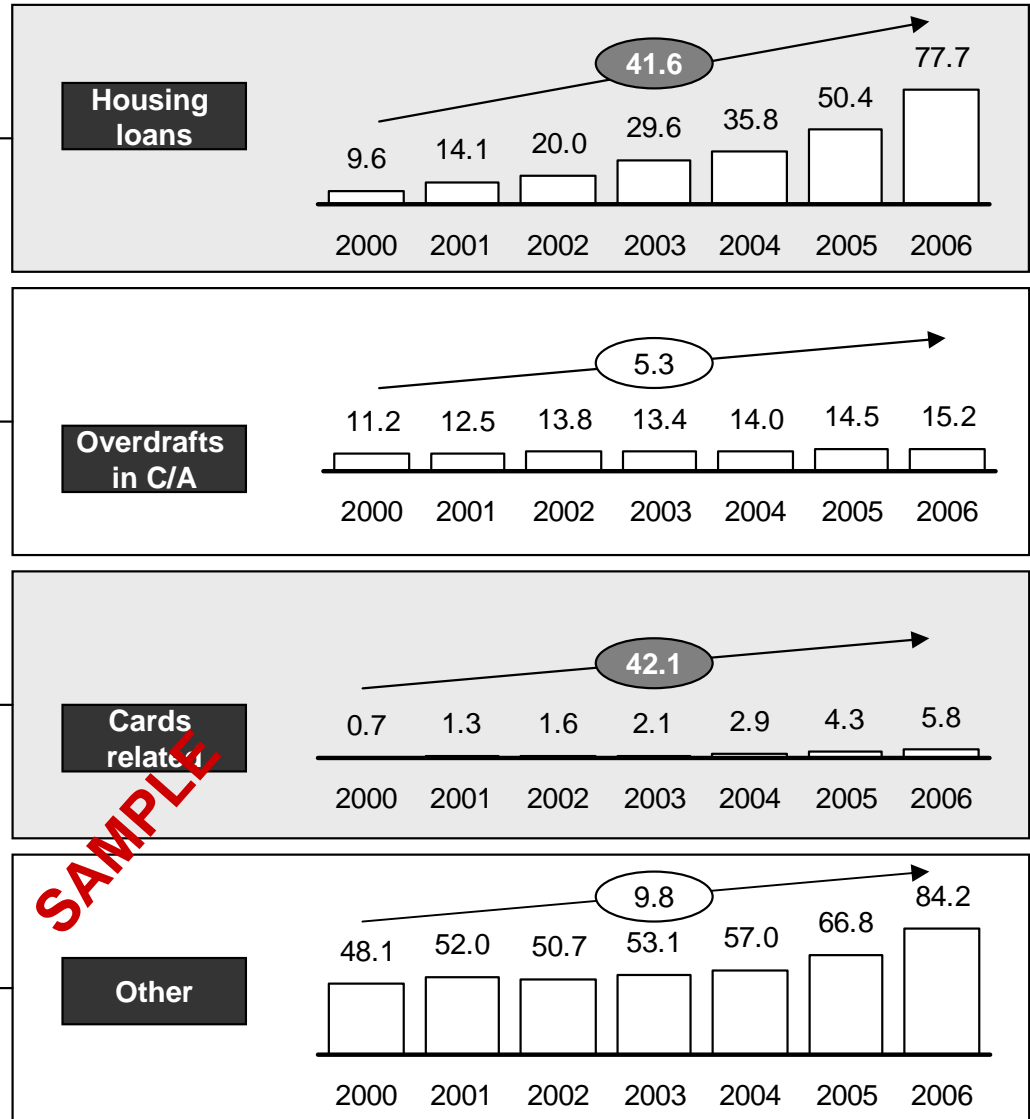 41.6
77.7
50.4
35.8
29.6
20.0
14.1
9.6
Housing
loans
2000 2001 2002 2003 2004 2005 2006
5.3
11.2 12.5 13.8 13.4 14.0 14.5 15.2
Overdrafts
in C/A
2000 2001 2002 2003 2004 2005 2006
42.1
0.7 1.3 1.6 2.1 2.9 4.3 5.8
Cards
related
2000 2001 2002 2003 2004 2005 2006
SAMPLE
9.8
48.1 52.0 50.7 53.1 57.0 66.8 84.2
Other
2000 2001 2002 2003 2004 2005 2006